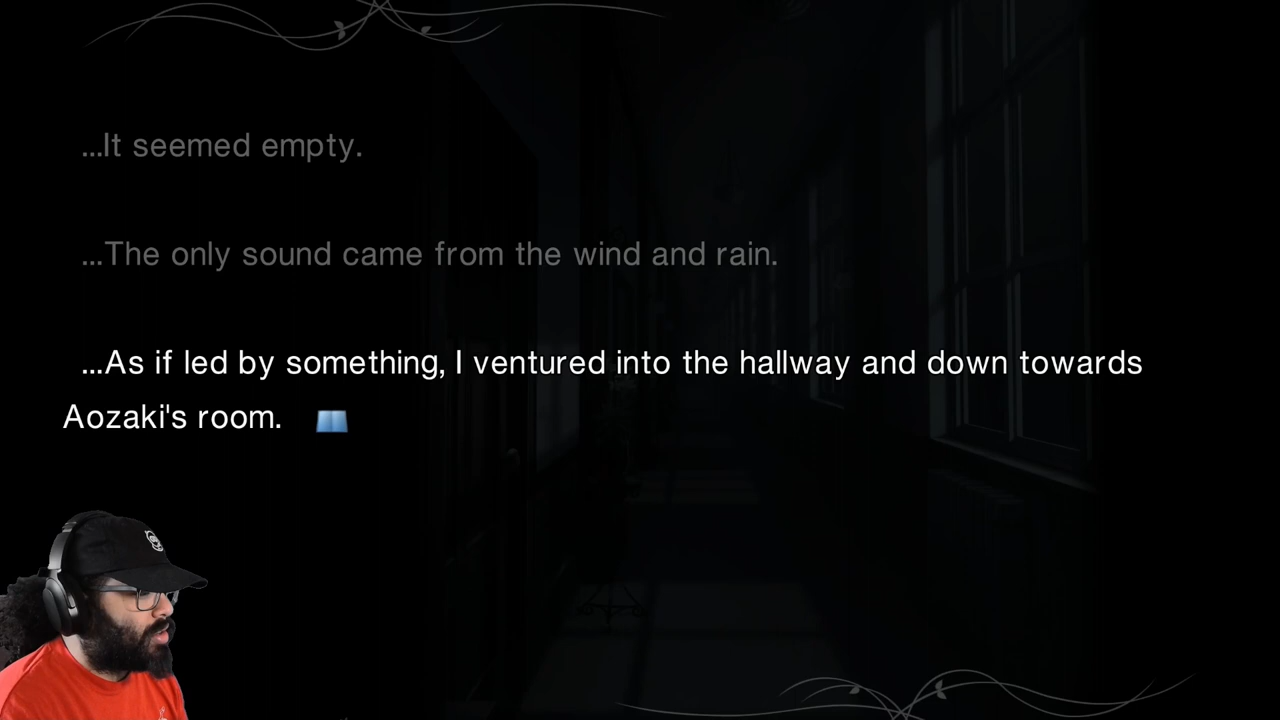 ...It seemed empty.
...The only sound came from the wind and rain.
...As if led by something, I ventured into the hallway and down towards
Aozaki's room.